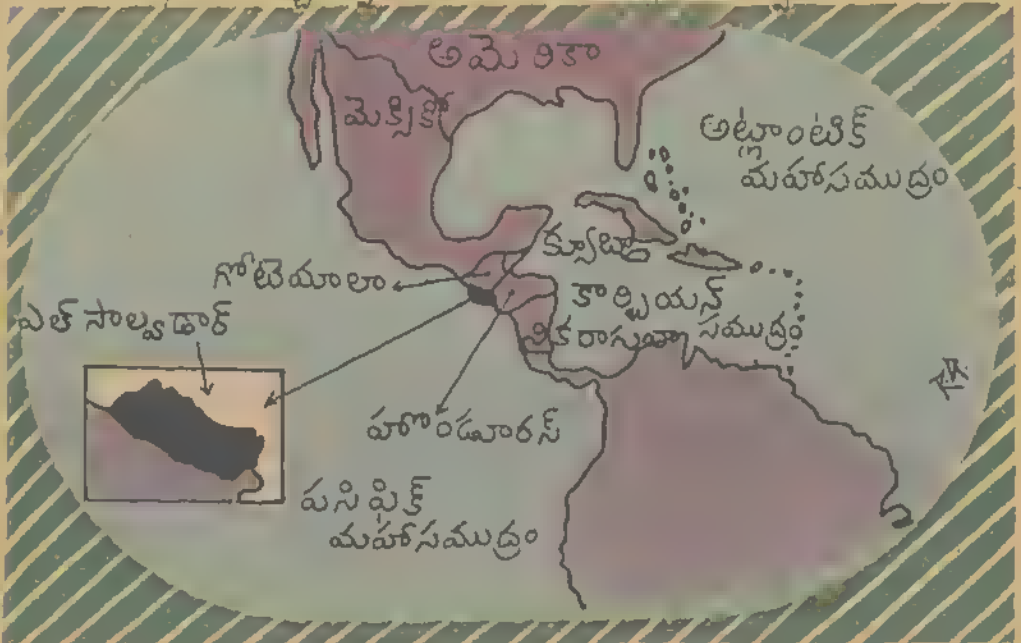 అమెరికా
మెక్సికో
అట్లాంటిక్
మహాసముద్రం
క్యూబా
గోటెమాలా
కార్బియన్
సముద్రం
నికరాగువా
ఎల్ సాల్వడార్
హొండూరస్
పసిఫిక్
మహాసముద్రం